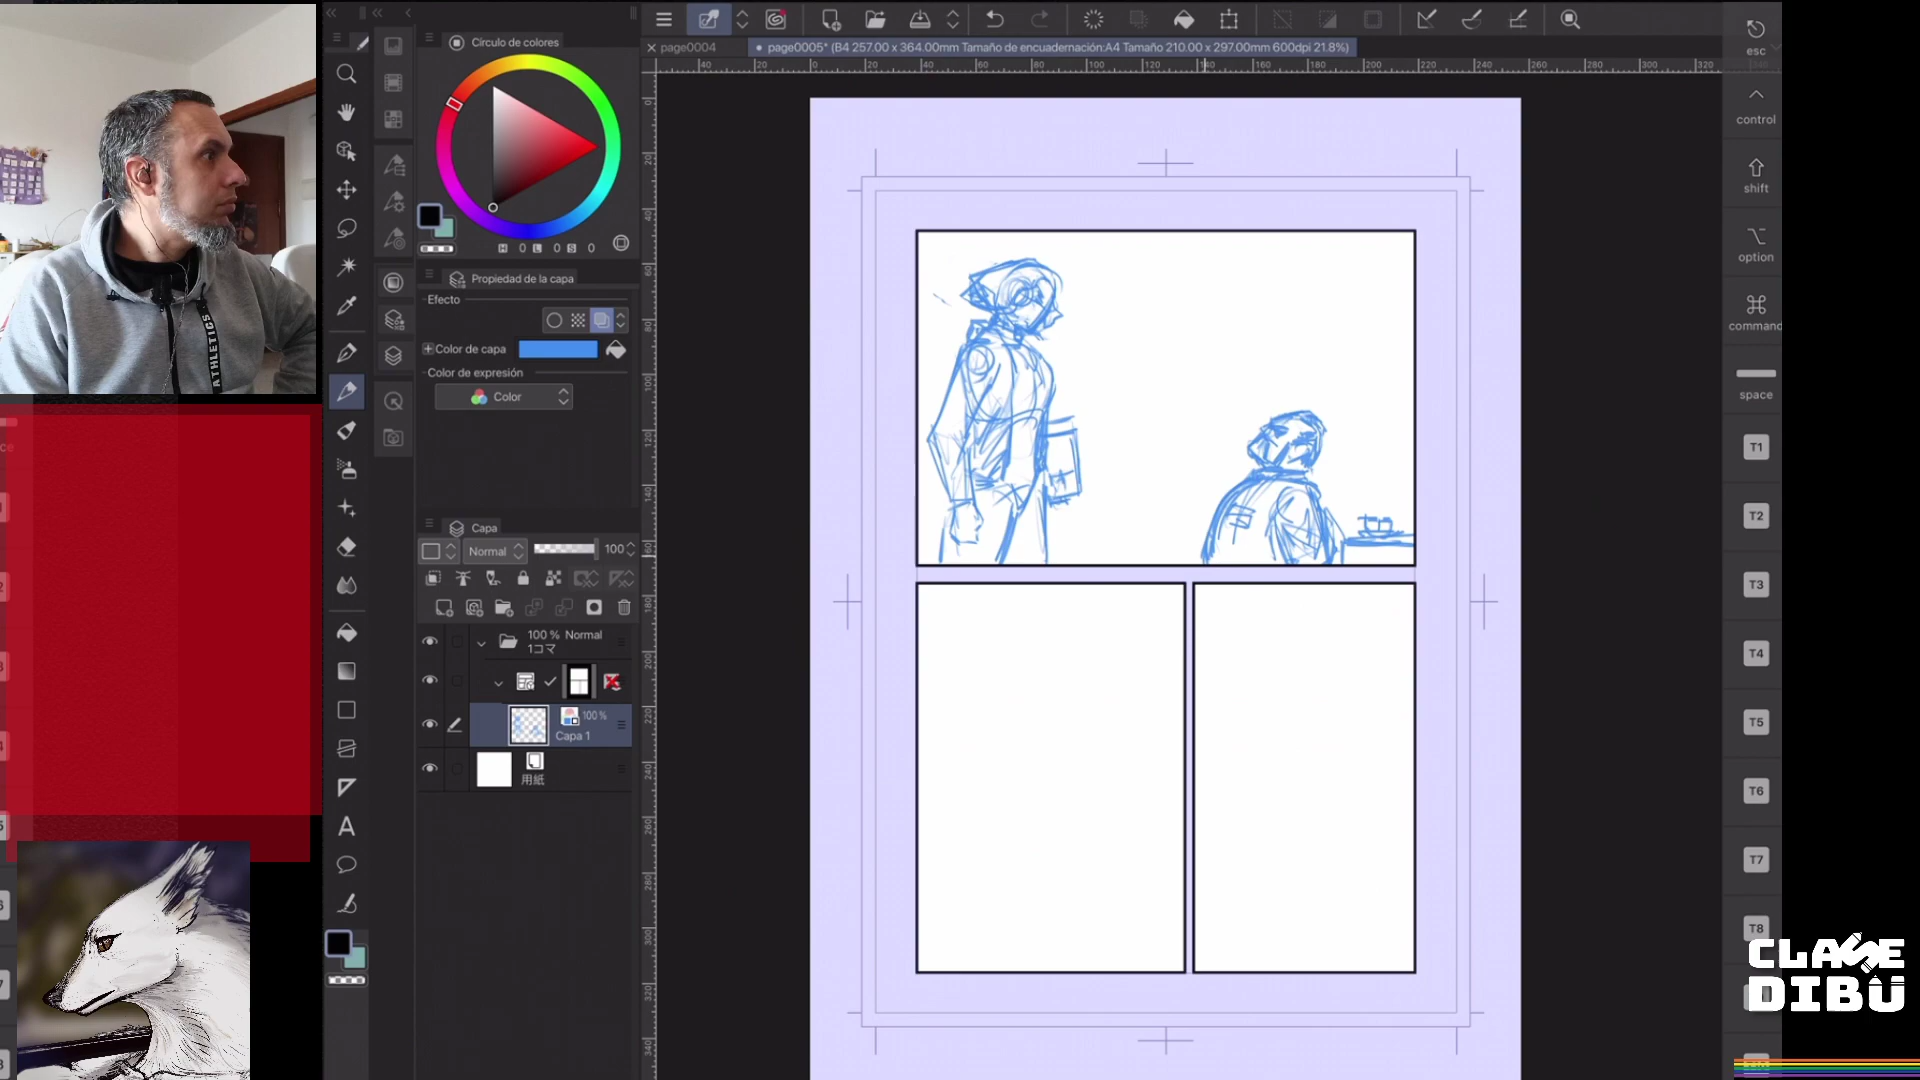 Círculo de colores
page0004
page0005* (B4 257.00 x 364.00mm Tamaño de encuadernación:A4 Tamaño 210.00 x 297.00mm 600dpi 21.8%)
esc
control
shift
option
command
space
T1
T2
T3
T4
T5
T6
T7
T8
H 0 L 0 S 0
Propiedad de la capa
Efecto
Color de capa
Color de expresión
Color
Capa
Normal
100
100 % Normal
1コマ
100 %
Capa 1
用紙
ATHLETICS
CLASE
DIBU